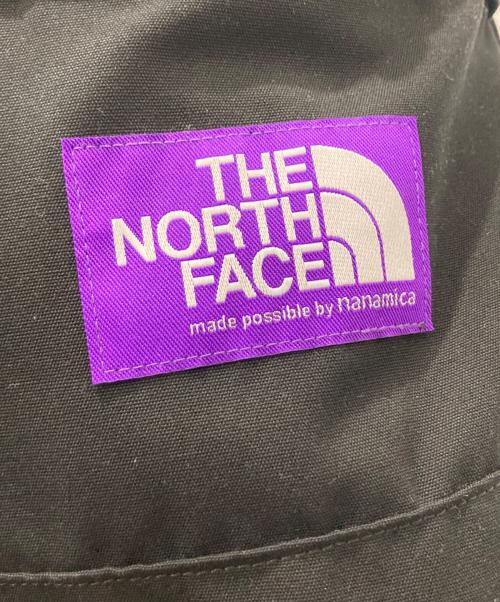 THE
NORTH
FACE
made possible by nanamica